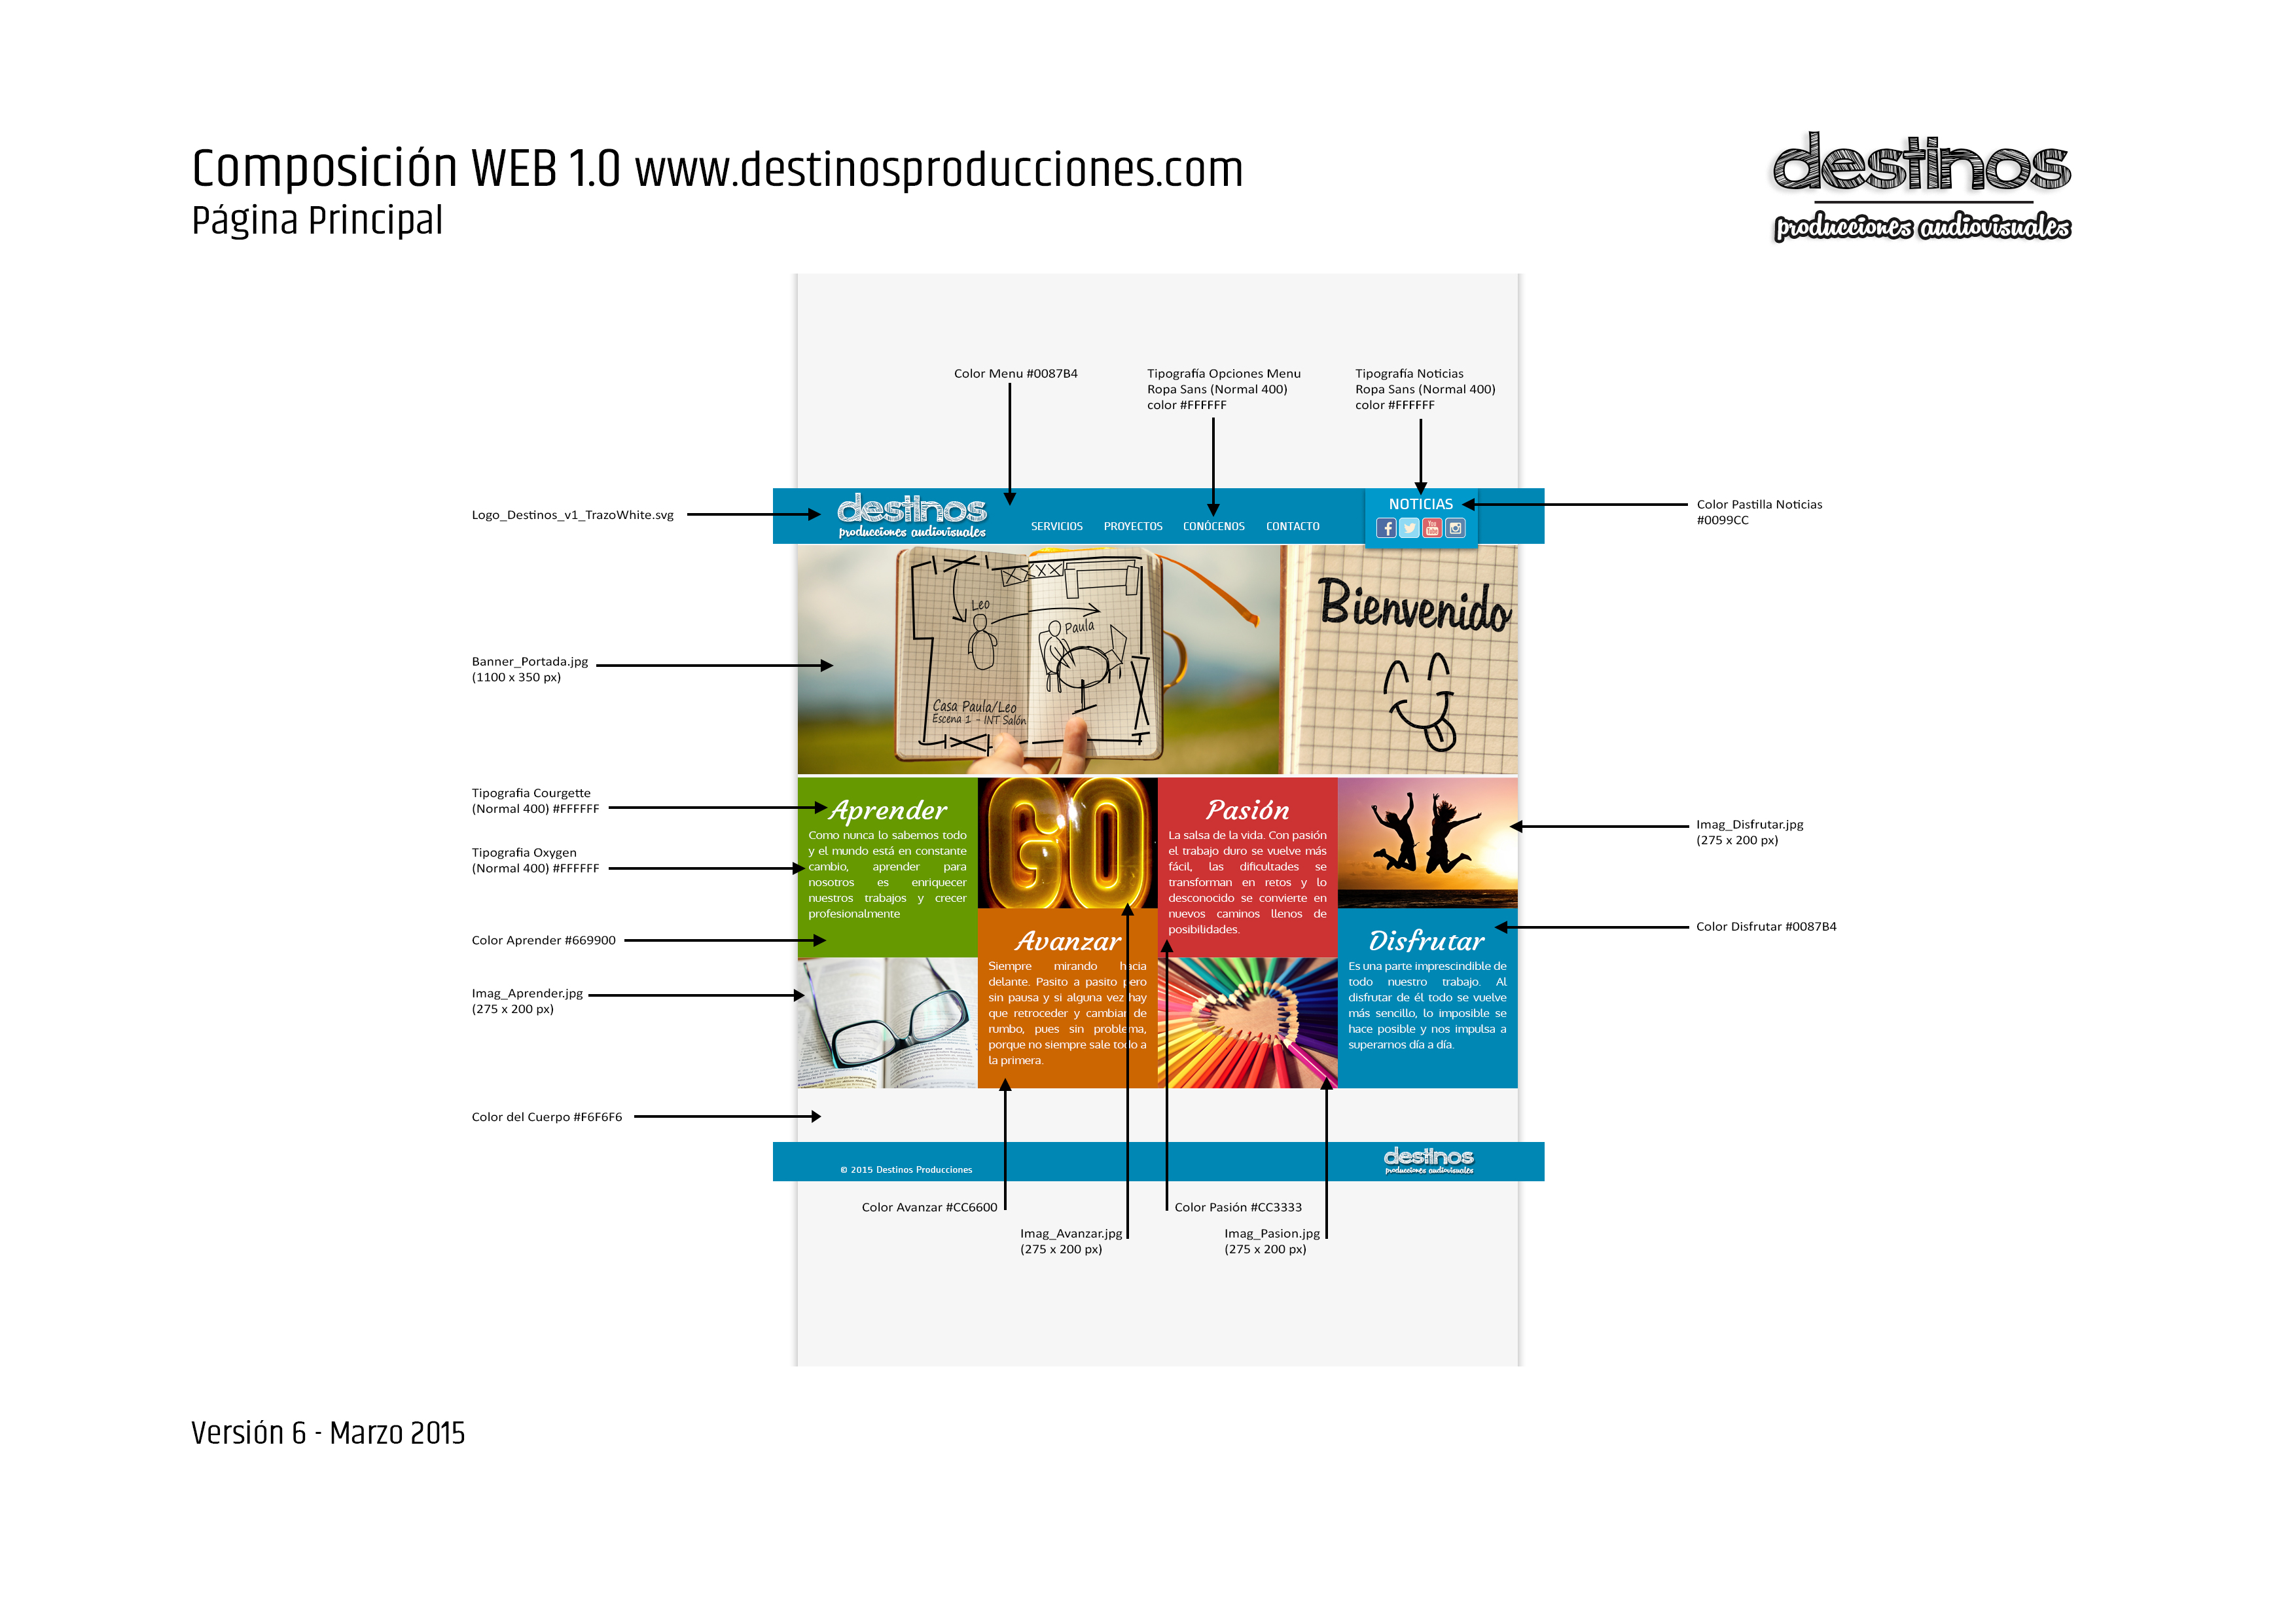 Composición WEB 1.0 www.destinosproducciones.com
Página Principal
destinos
producciones audiovisuales
Color Menu #0087B4
Tipografía Opciones Menu
Ropa Sans (Normal 400)
color #FFFFFF
Tipografía Noticias
Ropa Sans (Normal 400)
color #FFFFFF
Logo_Destinos_v1_TrazoWhite.svg
destinos
producciones audiovisuales
SERVICIOS
PROYECTOS
CONÓCENOS
CONTACTO
NOTICIAS
You
Tube
Color Pastilla Noticias
#0099CC
Banner_Portada.jpg
(1100 x 350 px)
Leo
Paula
Casa Paula/Leo
Escena 1 - INT Salón
Bienvenido
Tipografia Courgette
(Normal 400) #FFFFFF
Tipografia Oxygen
(Normal 400) #FFFFFF
Color Aprender #669900
Imag_Aprender.jpg
(275 x 200 px)
Color del Cuerpo #F6F6F6
Aprender
Como nunca lo sabemos todo
y el mundo está en constante
cambio, aprender para
nosotros es enriquecer
nuestros trabajos y crecer
profesionalmente
GO
Avanzar
Siempre mirando hacia
delante. Pasito a pasito pero
sin pausa y si alguna vez hay
que retroceder y cambiar de
rumbo, pues sin problema,
porque no siempre sale todo a
la primera.
Pasión
La salsa de la vida. Con pasión
el trabajo duro se vuelve más
fácil, las dificultades se
transforman en retos y lo
desconocido se convierte en
nuevos caminos llenos de
posibilidades.
Disfrutar
Es una parte imprescindible de
todo nuestro trabajo. Al
disfrutar de él todo se vuelve
más sencillo, lo imposible se
hace posible y nos impulsa a
superarnos día a día.
Imag_Disfrutar.jpg
(275 x 200 px)
Color Disfrutar #0087B4
© 2015 Destinos Producciones
destinos
producciones audiovisuales
Color Avanzar #CC6600
Color Pasión #CC3333
Imag_Avanzar.jpg
(275 x 200 px)
Imag_Pasion.jpg
(275 x 200 px)
Versión 6 - Marzo 2015